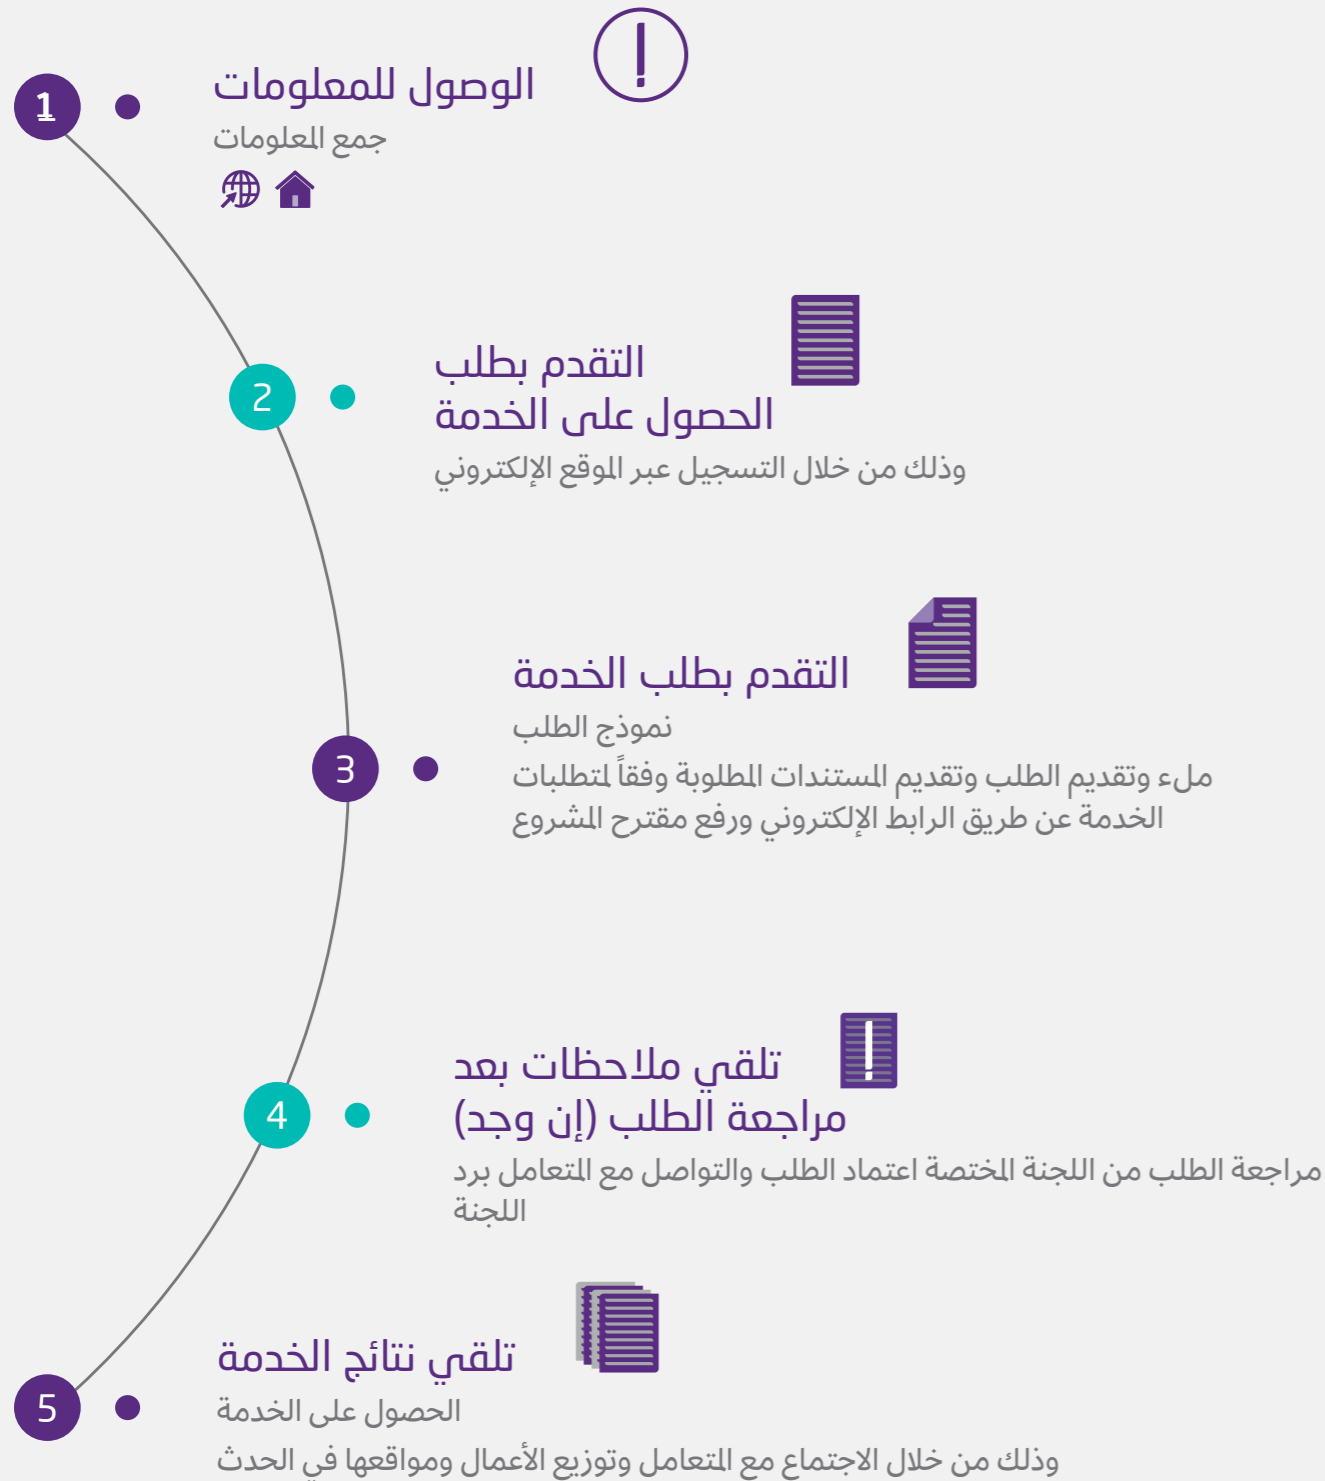 1
الوصول للمعلومات
جمع المعلومات
2
التقدم بطلب
الحصول على الخدمة
وذلك من خلال التسجيل عبر الموقع الإلكتروني
3
التقدم بطلب الخدمة
نموذج الطلب
ملء وتقديم الطلب وتقديم المستندات المطلوبة وفقاً لمتطلبات
الخدمة عن طريق الرابط الإلكتروني ورفع مقترح المشروع
4
تلقي ملاحظات بعد
مراجعة الطلب (إن وجد)
مراجعة الطلب من اللجنة المختصة اعتماد الطلب والتواصل مع المتعامل برد
اللجنة
5
تلقي نتائج الخدمة
الحصول على الخدمة
وذلك من خلال الاجتماع مع المتعامل وتوزيع الأعمال ومواقعها في الحدث